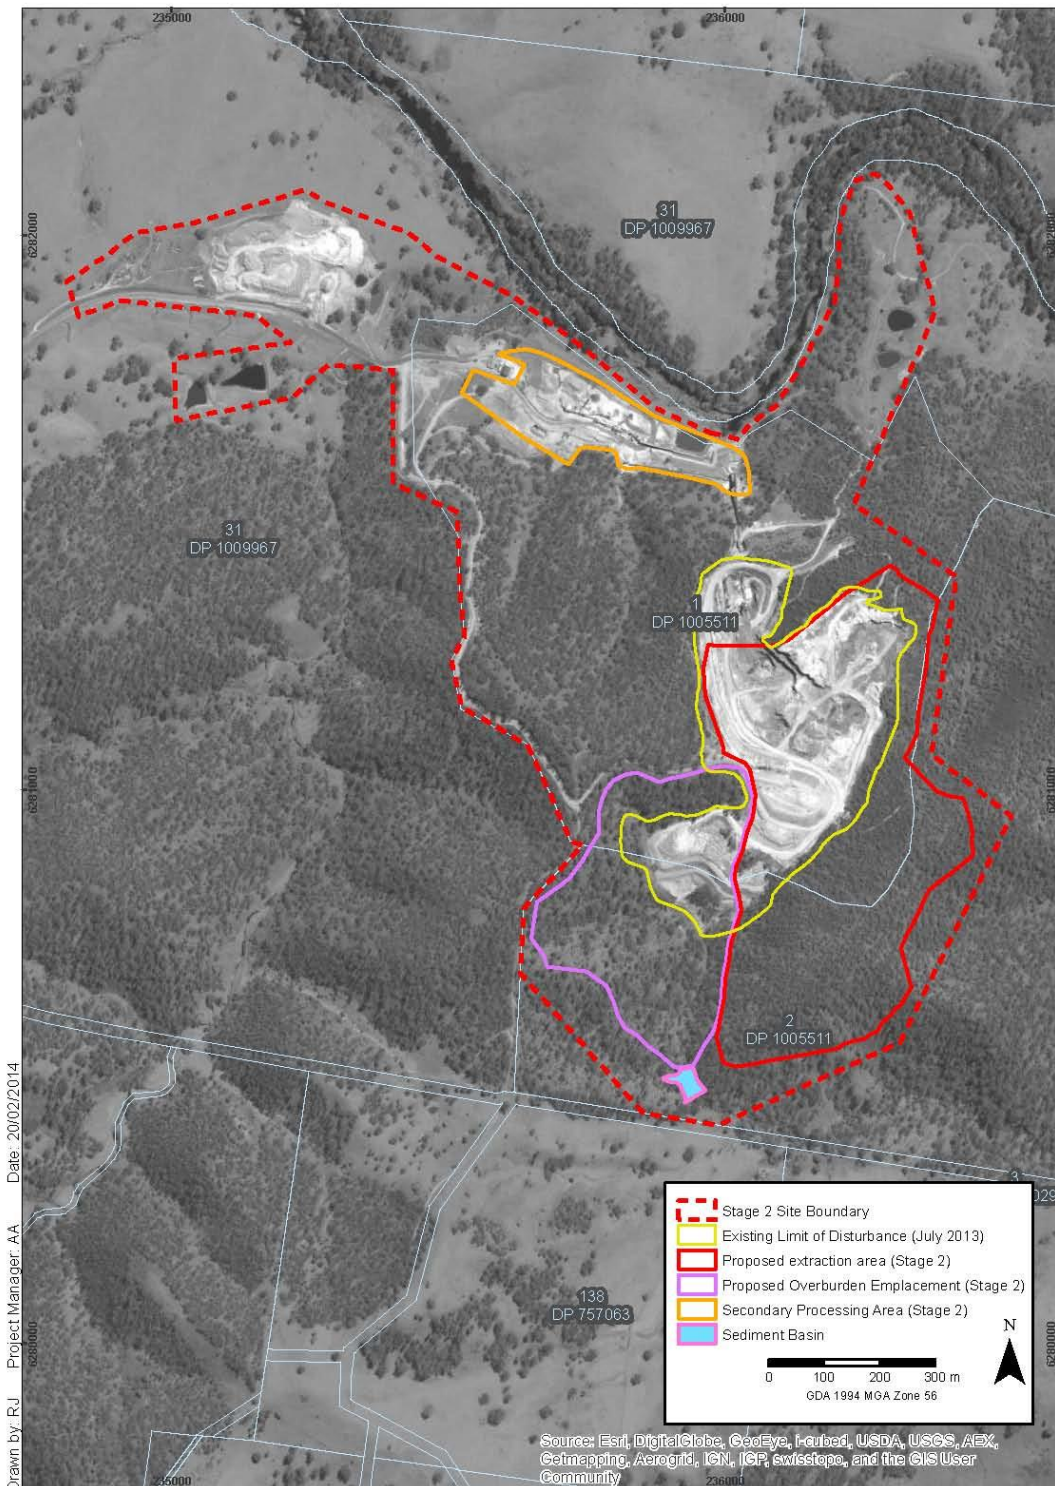 235000
236000
31
DP 1009967
6282000
6282000
31
DP 1009967
1
DP 1005511
6281000
6281000
2
DP 1005511
3
029
138
DP 757063
6280000
6280000
Stage 2 Site Boundary
Existing Limit of Disturbance (July 2013)
Proposed extraction area (Stage 2)
Proposed Overburden Emplacement (Stage 2)
Secondary Processing Area (Stage 2)
Sediment Basin
N
0 100 200 300 m
GDA 1994 MGA Zone 56
Source: Esri, DigitalGlobe, GeoEye, i-cubed, USDA, USGS, AEX,
Getmapping, Aerogrid, IGN, IGP, swisstopo, and the GIS User
Community
235000
236000
Drawn by: RJ Project Manager: AA Date: 20/02/2014